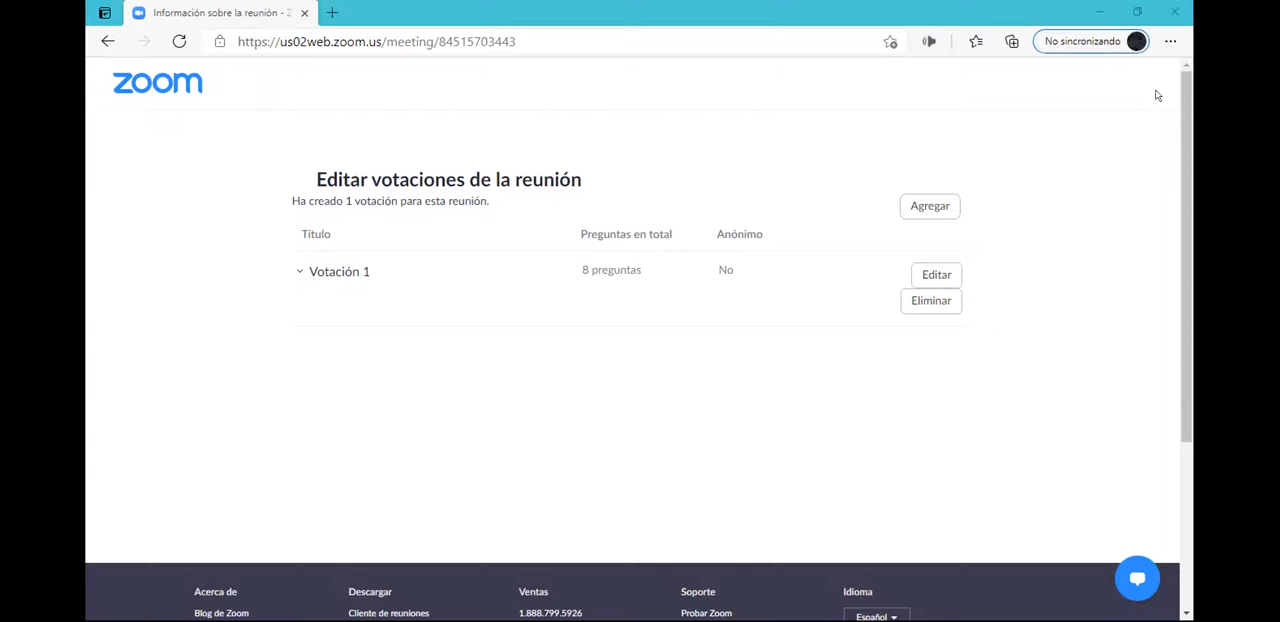 Información sobre la reunión - Z
https://us02web.zoom.us/meeting/84515703443
No sincronizando
zoom
Editar votaciones de la reunión
Ha creado 1 votación para esta reunión.
Agregar
Título Preguntas en total Anónimo
Votación 1 8 preguntas No
Editar
Eliminar
Acerca de Descargar Ventas Soporte Idioma
Blog de Zoom Cliente de reuniones 1.888.799.5926 Probar Zoom Español